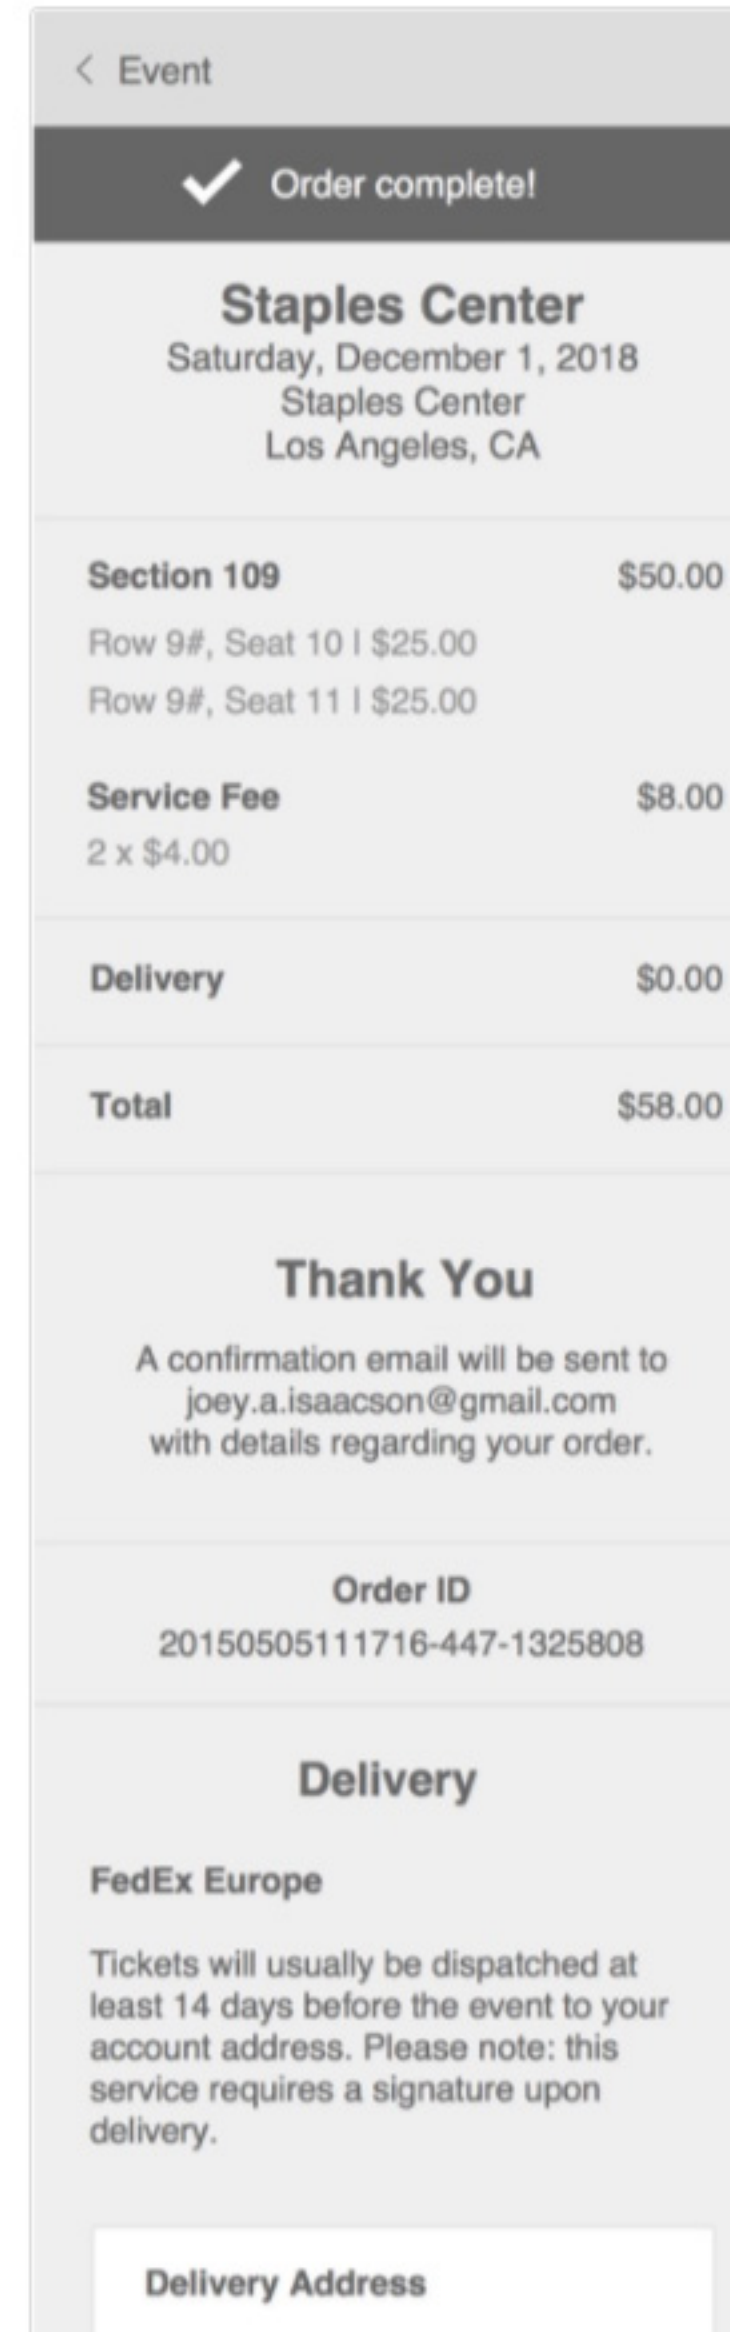 < Event
Order complete!
Staples Center
Saturday, December 1, 2018
Staples Center
Los Angeles, CA
Section 109 $50.00
Row 9#, Seat 10 | $25.00
Row 9#, Seat 11 | $25.00
Service Fee $8.00
2 x $4.00
Delivery $0.00
Total $58.00
Thank You
A confirmation email will be sent to
joey.a.isaacson@gmail.com
with details regarding your order.
Order ID
20150505111716-447-1325808
Delivery
FedEx Europe
Tickets will usually be dispatched at
least 14 days before the event to your
account address. Please note: this
service requires a signature upon
delivery.
Delivery Address